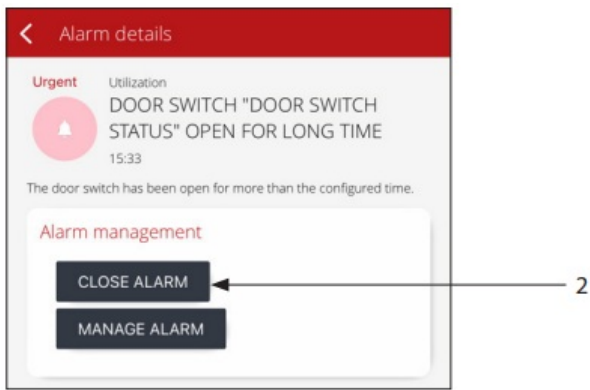 Alarm details
Urgent
Utilization
DOOR SWITCH "DOOR SWITCH
STATUS" OPEN FOR LONG TIME
15:33
The door switch has been open for more than the configured time.
Alarm management
CLOSE ALARM
2
MANAGE ALARM